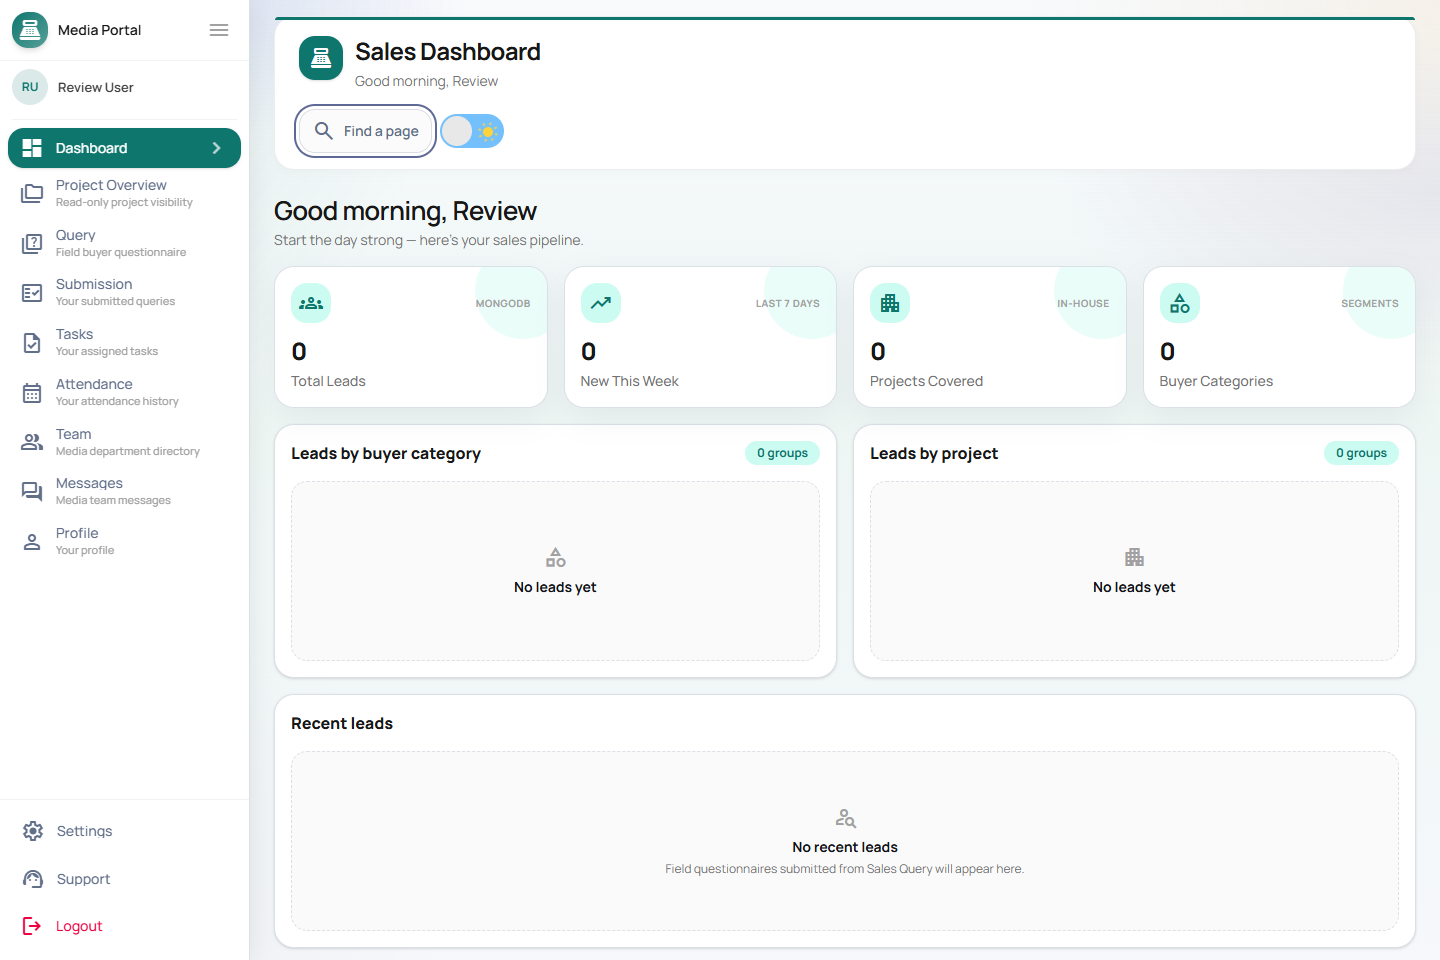 Media Portal
RU
Review User
Dashboard
Project Overview
Read-only project visibility
Query
Field buyer questionnaire
Submission
Your submitted queries
Tasks
Your assigned tasks
Attendance
Your attendance history
Team
Media department directory
Messages
Media team messages
Profile
Your profile
Settings
Support
Logout
Sales Dashboard
Good morning, Review
Find a page
Good morning, Review
Start the day strong — here's your sales pipeline.
MONGODB
0
Total Leads
LAST 7 DAYS
0
New This Week
IN-HOUSE
0
Projects Covered
SEGMENTS
0
Buyer Categories
Leads by buyer category
0 groups
No leads yet
Leads by project
0 groups
No leads yet
Recent leads
No recent leads
Field questionnaires submitted from Sales Query will appear here.